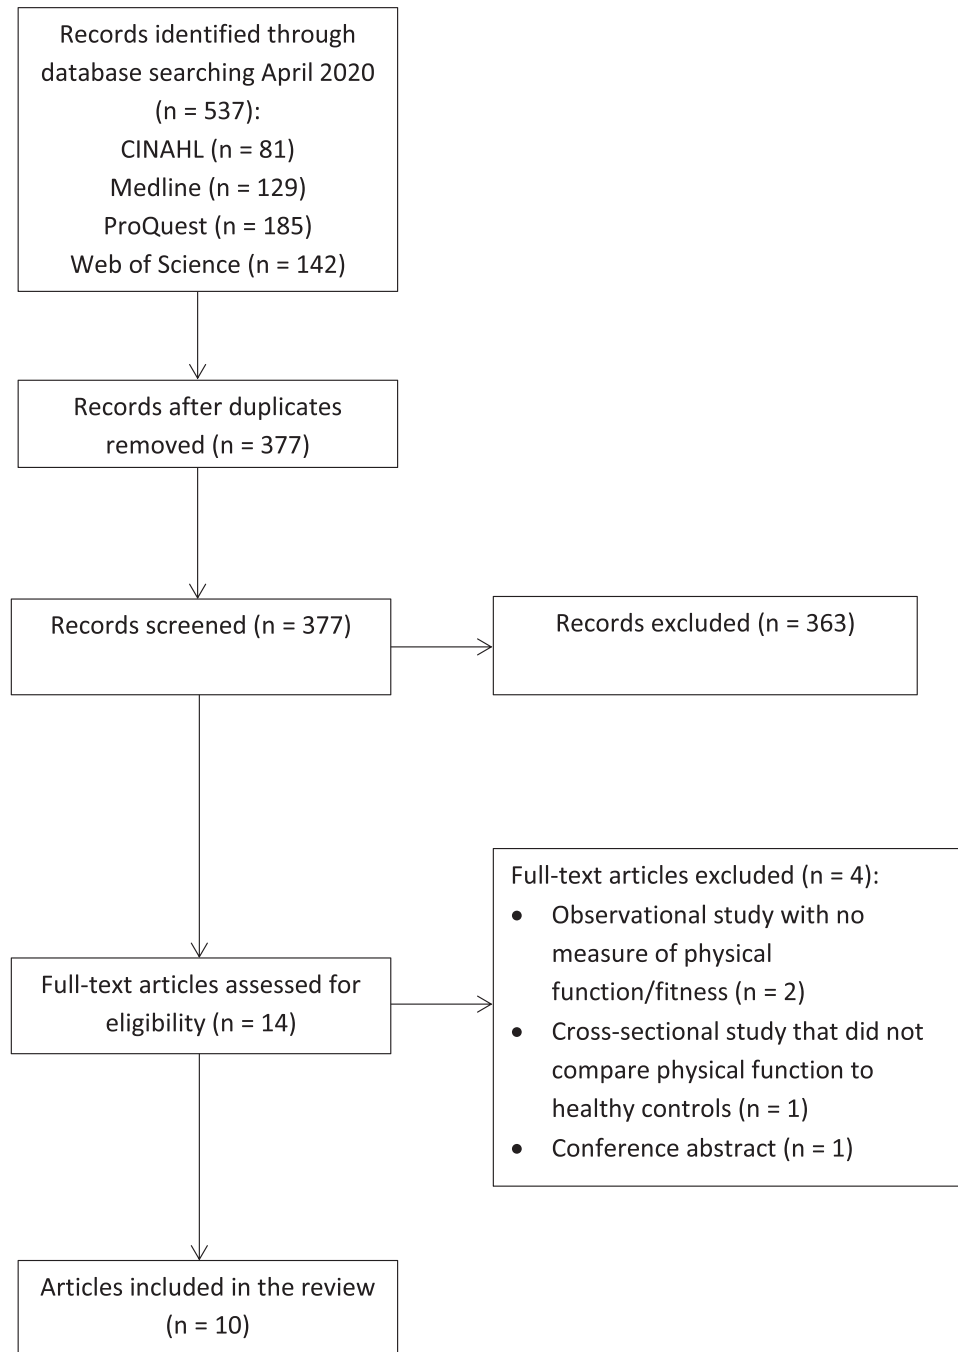 Records identified through
database searching April 2020
(n = 537):
CINAHL (n = 81)
Medline (n = 129)
ProQuest (n = 185)
Web of Science (n = 142)
Records after duplicates
removed (n = 377)
Records screened (n = 377)
Records excluded (n = 363)
Full-text articles assessed for
eligibility (n = 14)
Full-text articles excluded (n = 4):
• Observational study with no
measure of physical
function/fitness (n = 2)
• Cross-sectional study that did not
compare physical function to
healthy controls (n = 1)
• Conference abstract (n = 1)
Articles included in the review
(n = 10)